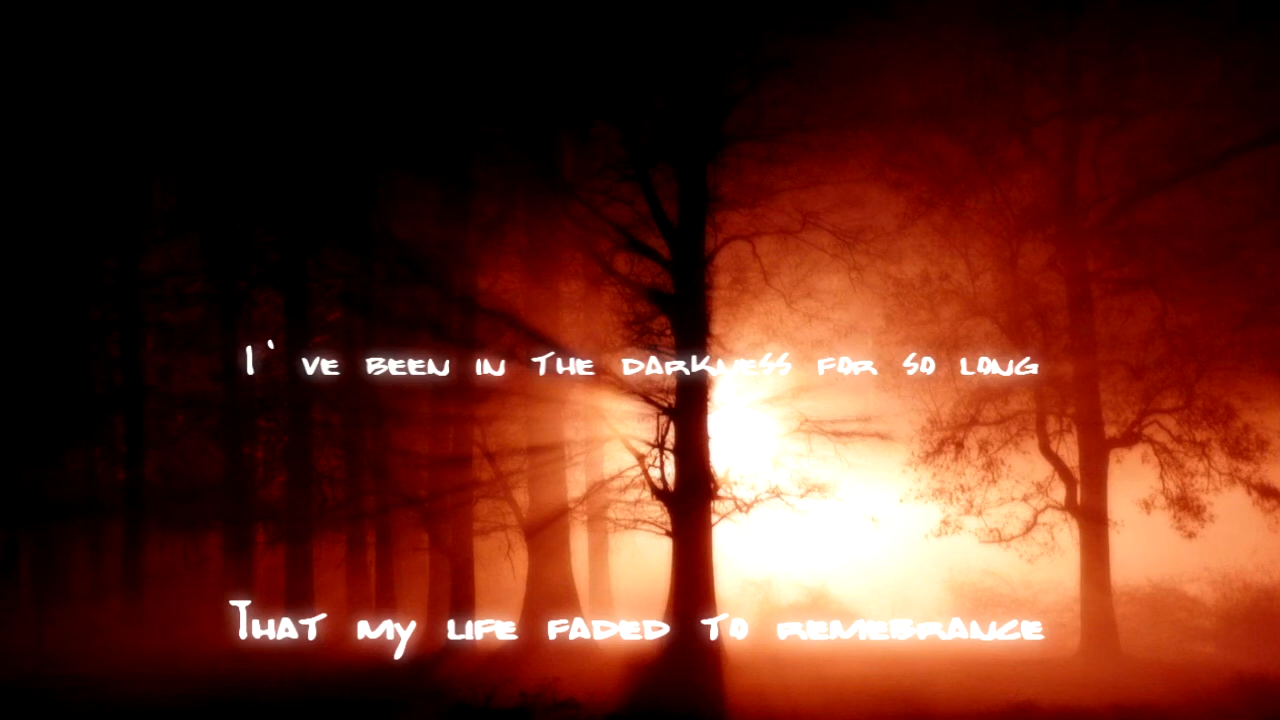 I've been in the darkness for so long
That my life faded to remebrance